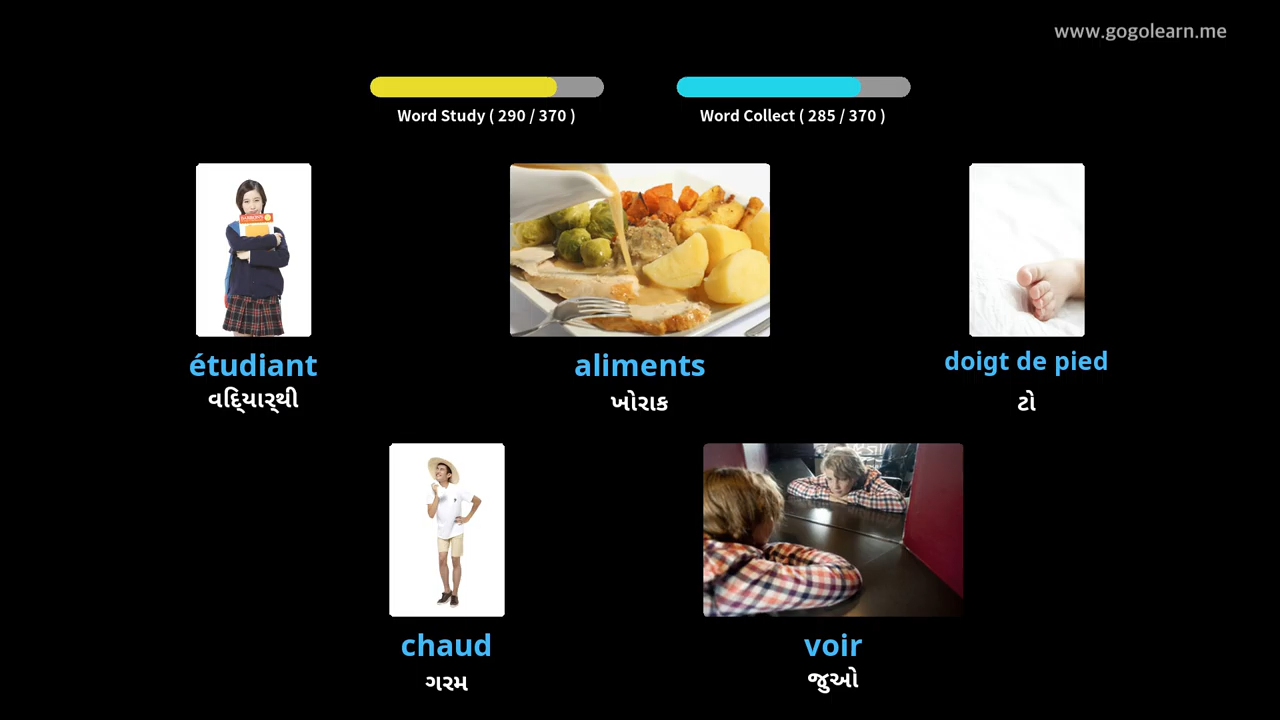 www.gogolearn.me
Word Study ( 290 / 370 )
Word Collect ( 285 / 370 )
étudiant
વિદ્યાર્થી
aliments
ખોરાક
doigt de pied
ટો
chaud
ગરમ
voir
જુઓ